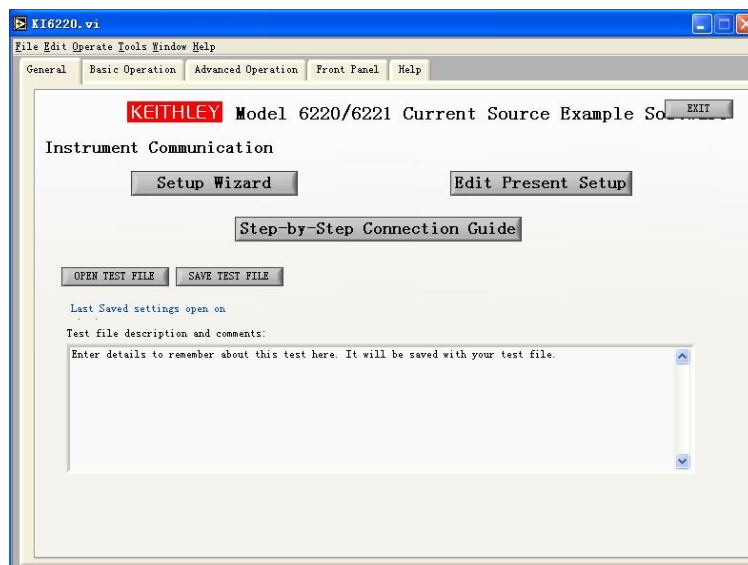 KI6220.vi
File Edit Operate Tools Window Help
General Basic Operation Advanced Operation Front Panel Help
KEITHLEY Model 6220/6221 Current Source Example
EXIT
Instrument Communication
Setup Wizard Edit Present Setup
Step-by-Step Connection Guide
OPEN TEST FILE SAVE TEST FILE
Last Saved settings open on
Test file description and comments:
Enter details to remember about this test here. It will be saved with your test file.